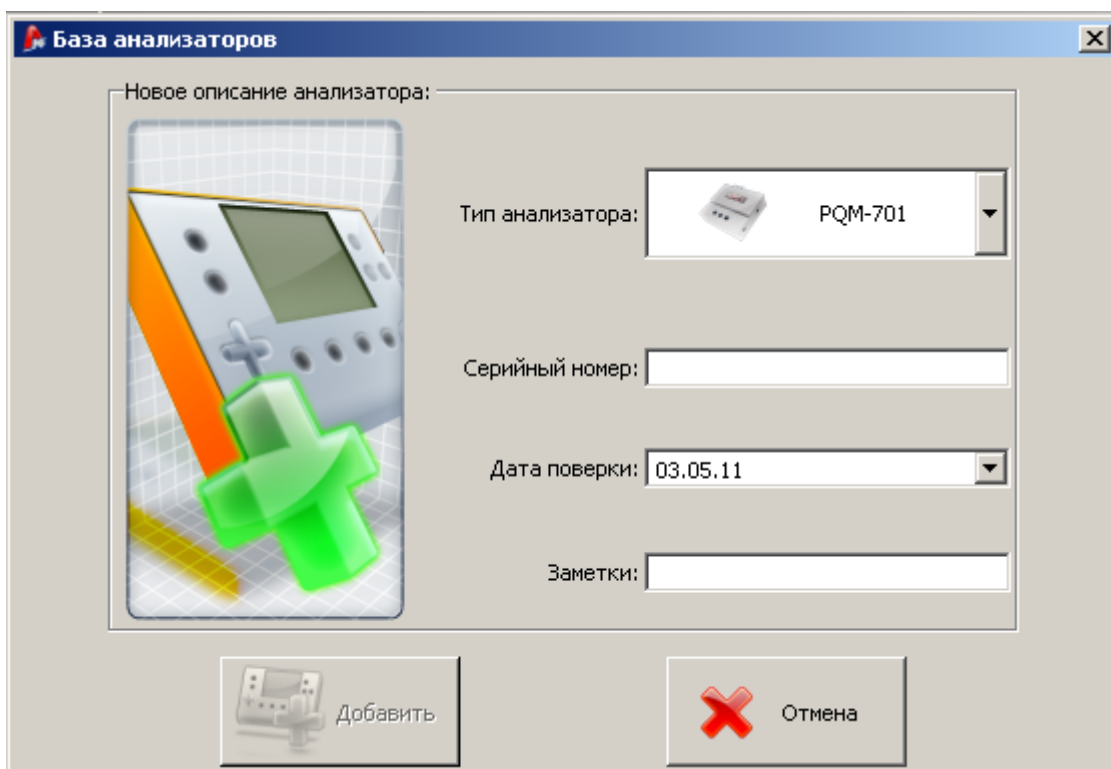 База анализаторов
Новое описание анализатора:
Тип анализатора: PQM-701
Серийный номер:
Дата поверки: 03.05.11
Заметки:
Добавить
Отмена